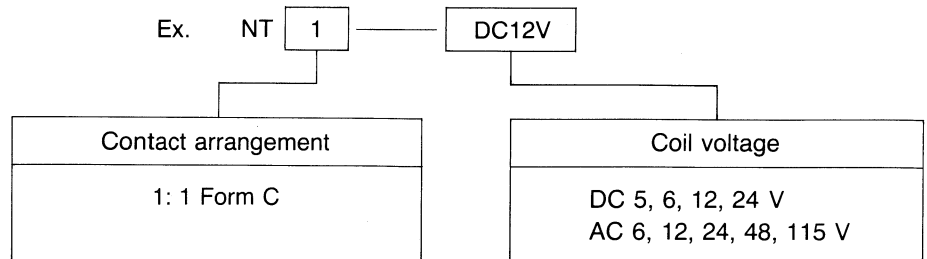 Ex. NT 1 — DC12V
Contact arrangement
1: 1 Form C
Coil voltage
DC 5, 6, 12, 24 V
AC 6, 12, 24, 48, 115 V